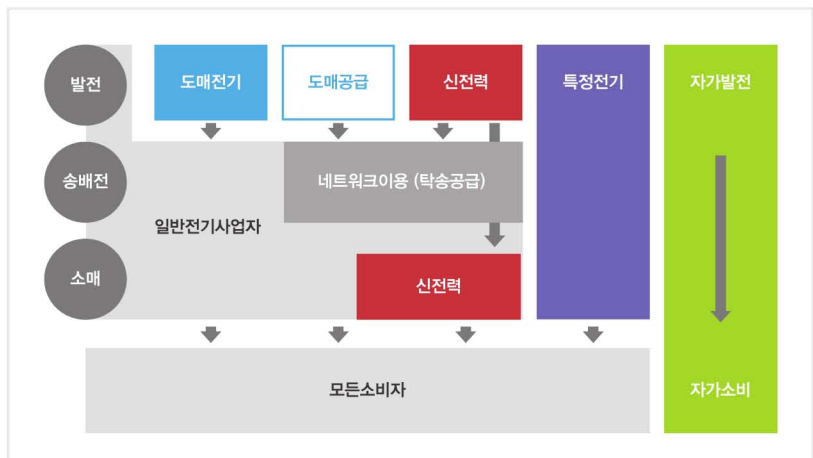 발전
도매전기
도매공급
신전력
특정전기
자가발전
송배전
네트워크이용 (탁송공급)
일반전기사업자
소매
신전력
모든소비자
자가소비